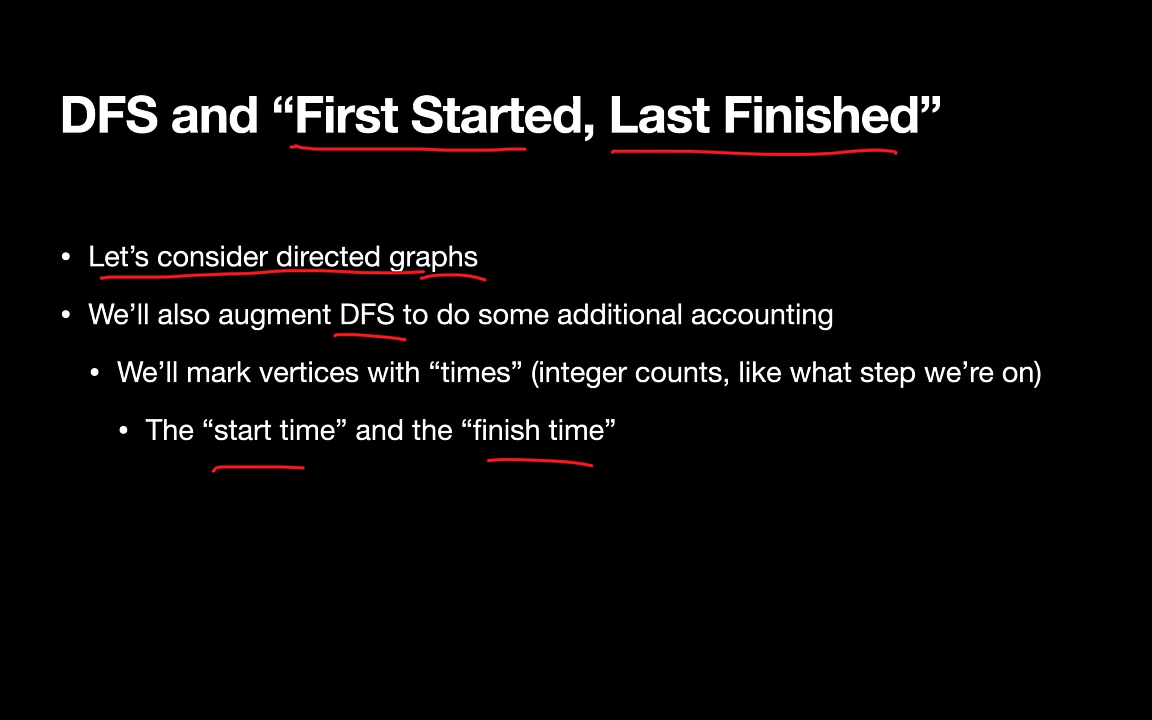 DFS and “First Started, Last Finished”
• Let’s consider directed graphs
• We’ll also augment DFS to do some additional accounting
• We’ll mark vertices with “times” (integer counts, like what step we’re on)
• The “start time” and the “finish time”